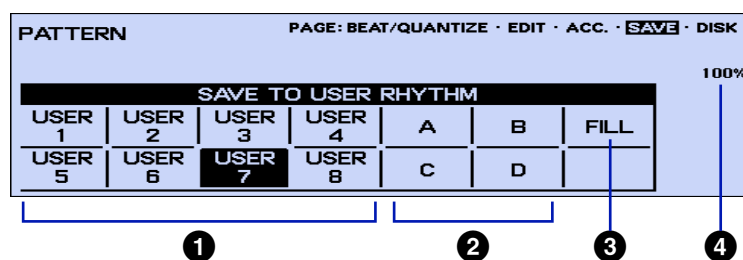 PATTERN PAGE: BEAT/QUANTIZE · EDIT · ACC. · SAVE · DISK
100%
SAVE TO USER RHYTHM
USER 1 USER 2 USER 3 USER 4 A B FILL
USER 5 USER 6 USER 7 USER 8 C D
1 2 3 4